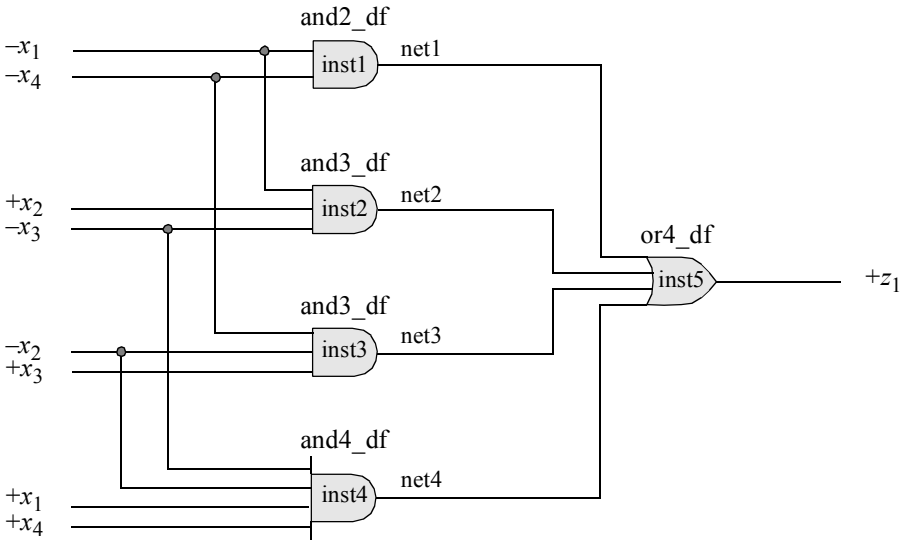 and2_df
–x1
inst1
net1
–x4
and3_df
net2
+x2
inst2
–x3
or4_df
inst5
+z1
and3_df
net3
–x2
inst3
+x3
and4_df
net4
+x1
inst4
+x4